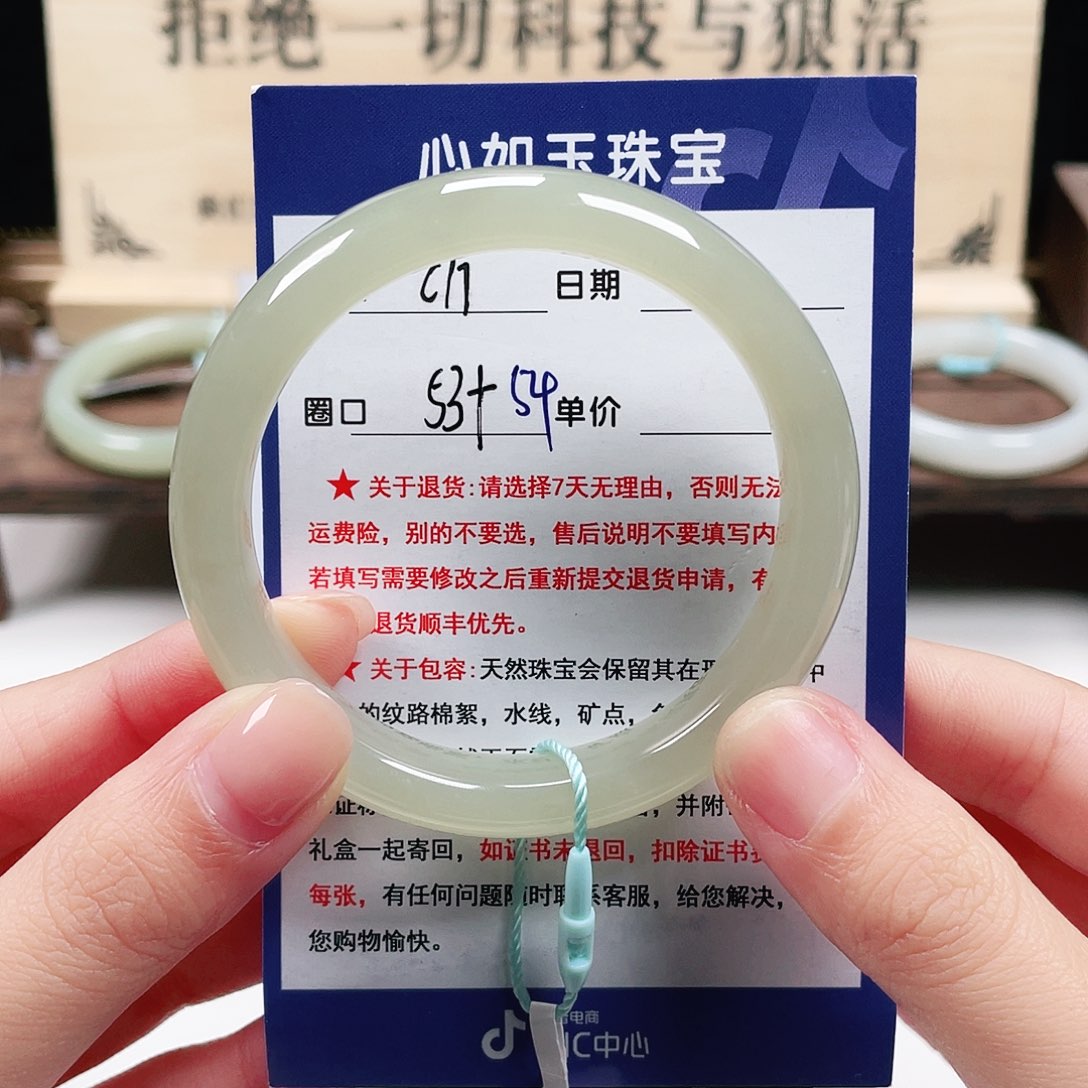 拒绝一切科技与狠活
心如玉珠宝
C17 日期
圈口 53+ 54 单价
★ 关于退货:请选择7天无理由，否则无法
运费险，别的不要选，售后说明不要填写内
若填写需要修改之后重新提交退货申请，有
退货顺丰优先。
★ 关于包容:天然珠宝会保留其在 中
的纹路棉絮，水线，矿点，
证 并附
礼盒一起寄回，如证书未退回，扣除证书
每张，有任何问题随时联系客服，给您解决，
您购物愉快。
电商
IC中心